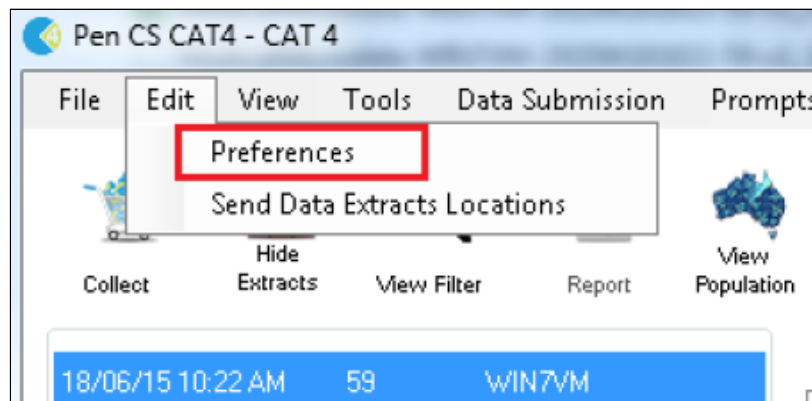 Pen CS CAT4 - CAT 4
File Edit View Tools Data Submission Prompts
Preferences
Send Data Extracts Locations
Collect Hide Extracts View Filter Report View Population
18/06/15 10:22 AM 59 WIN7VM